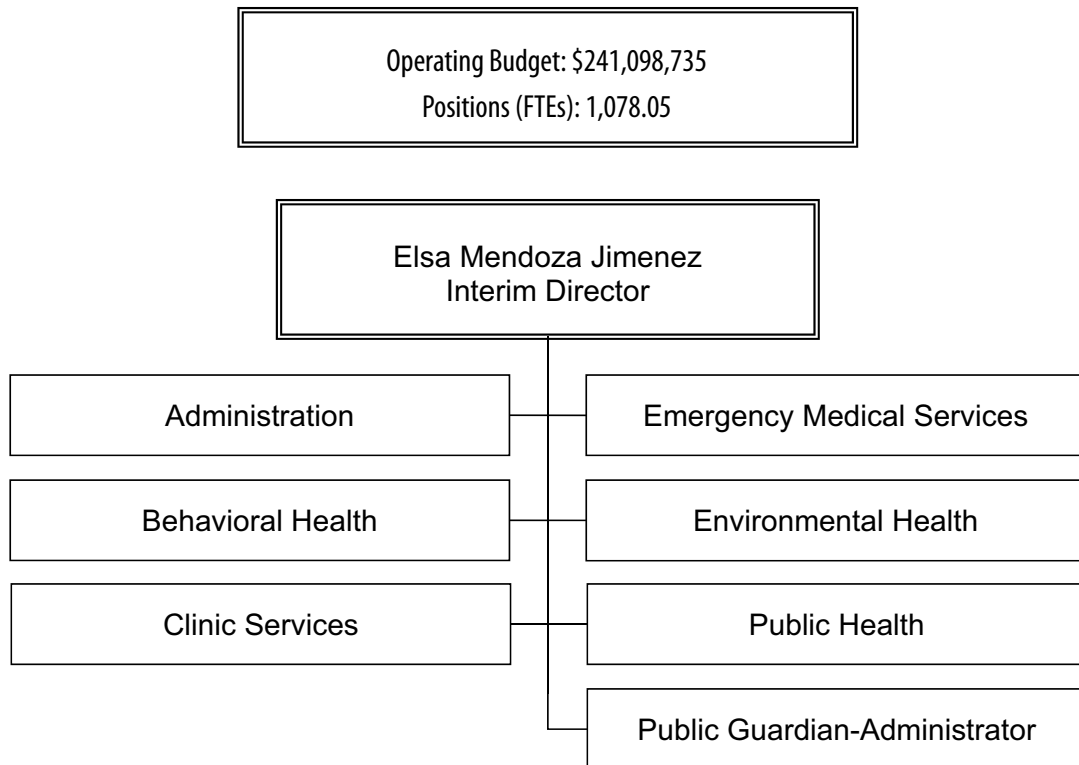 Operating Budget: $241,098,735
Positions (FTEs): 1,078.05
Elsa Mendoza Jimenez
Interim Director
Administration
Emergency Medical Services
Behavioral Health
Environmental Health
Clinic Services
Public Health
Public Guardian-Administrator